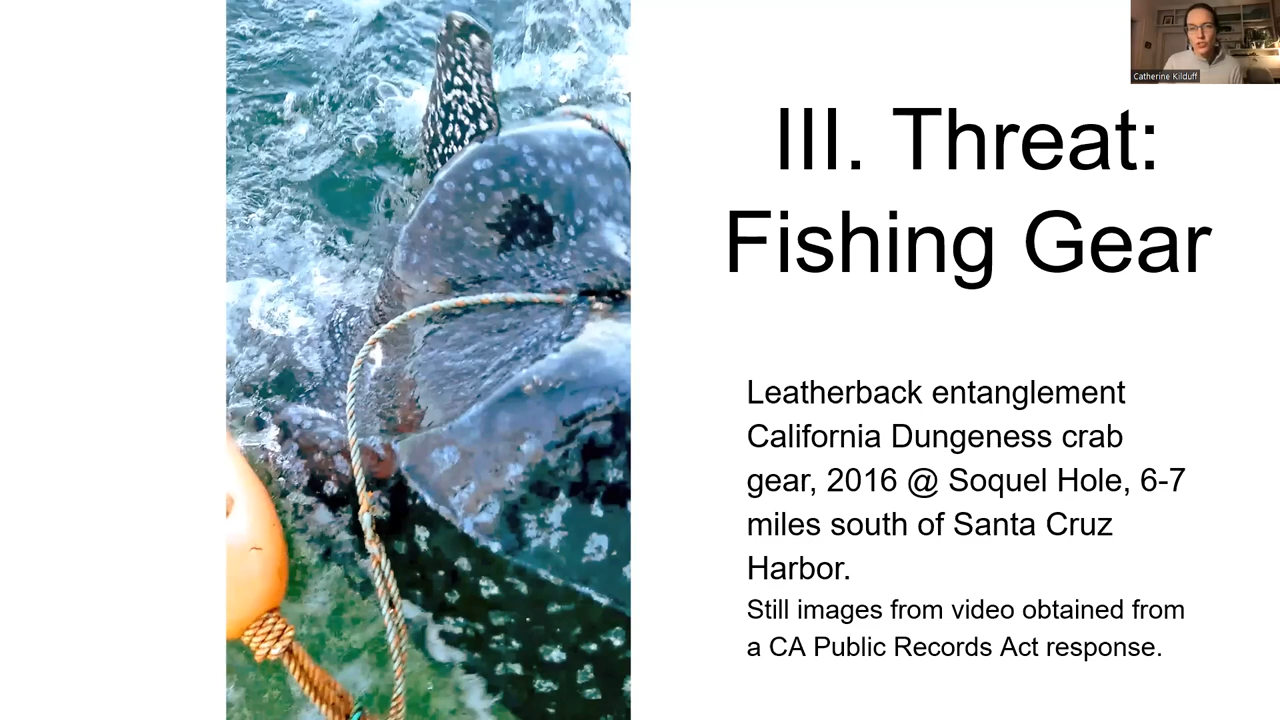 Catherine Kilduff
III. Threat:
Fishing Gear
Leatherback entanglement
California Dungeness crab
gear, 2016 @ Soquel Hole, 6-7
miles south of Santa Cruz
Harbor.
Still images from video obtained from
a CA Public Records Act response.